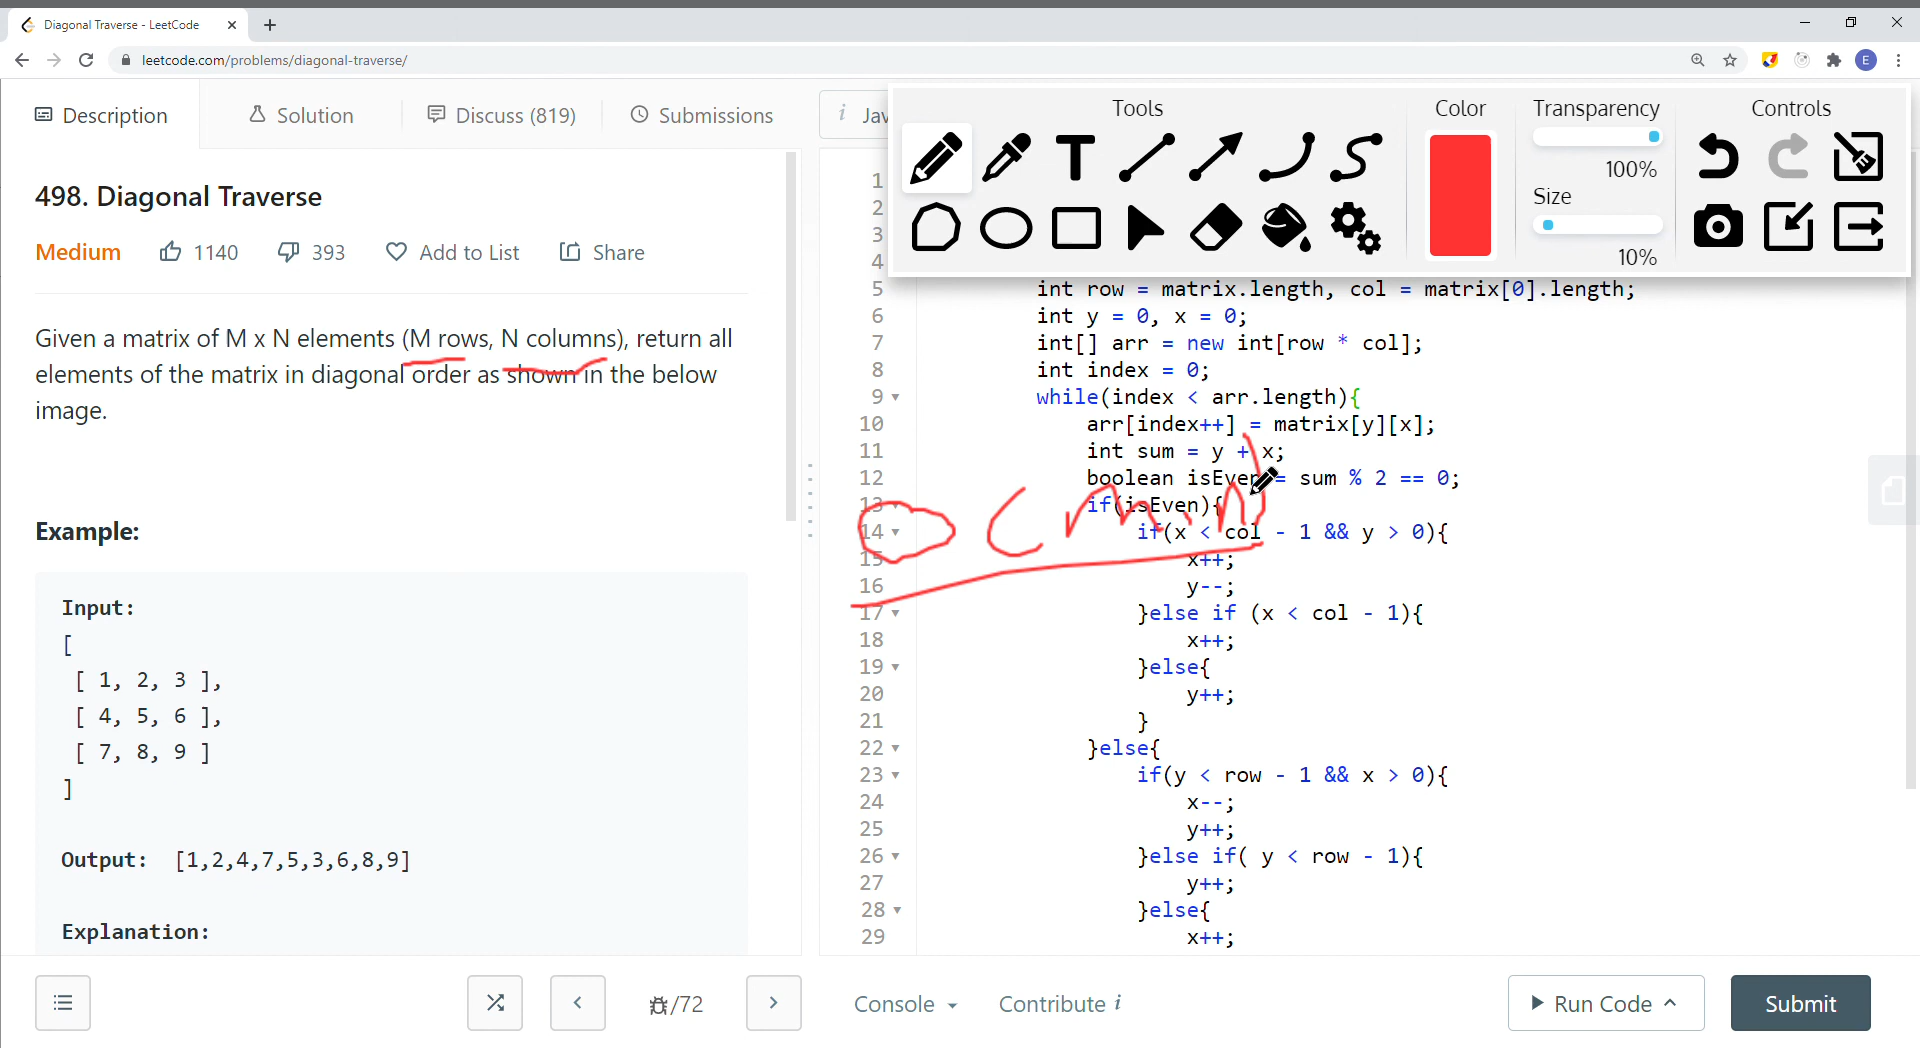 Diagonal Traverse - LeetCode
leetcode.com/problems/diagonal-traverse/
E
Description
Solution
Discuss (819)
Submissions
i Jav
Tools
Color
Transparency
100%
Size
10%
Controls
498. Diagonal Traverse
Medium 1140 393 Add to List Share
Given a matrix of M x N elements (M rows, N columns), return all
elements of the matrix in diagonal order as shown in the below
image.
Example:
Input:
[
[ 1, 2, 3 ],
[ 4, 5, 6 ],
[ 7, 8, 9 ]
]
Output: [1,2,4,7,5,3,6,8,9]
Explanation:
1
2
3
4
5 int row = matrix.length, col = matrix[0].length;
6 int y = 0, x = 0;
7 int[] arr = new int[row * col];
8 int index = 0;
9 while(index < arr.length){
10 arr[index++] = matrix[y][x];
11 int sum = y + x;
12 boolean isEven = sum % 2 == 0;
13 if(isEven){
14 if(x < col - 1 && y > 0){
15 x++;
16 y--;
17 }else if (x < col - 1){
18 x++;
19 }else{
20 y++;
21 }
22 }else{
23 if(y < row - 1 && x > 0){
24 x--;
25 y++;
26 }else if( y < row - 1){
27 y++;
28 }else{
29 x++;
O(m.n)
/72
Console
Contribute i
Run Code
Submit